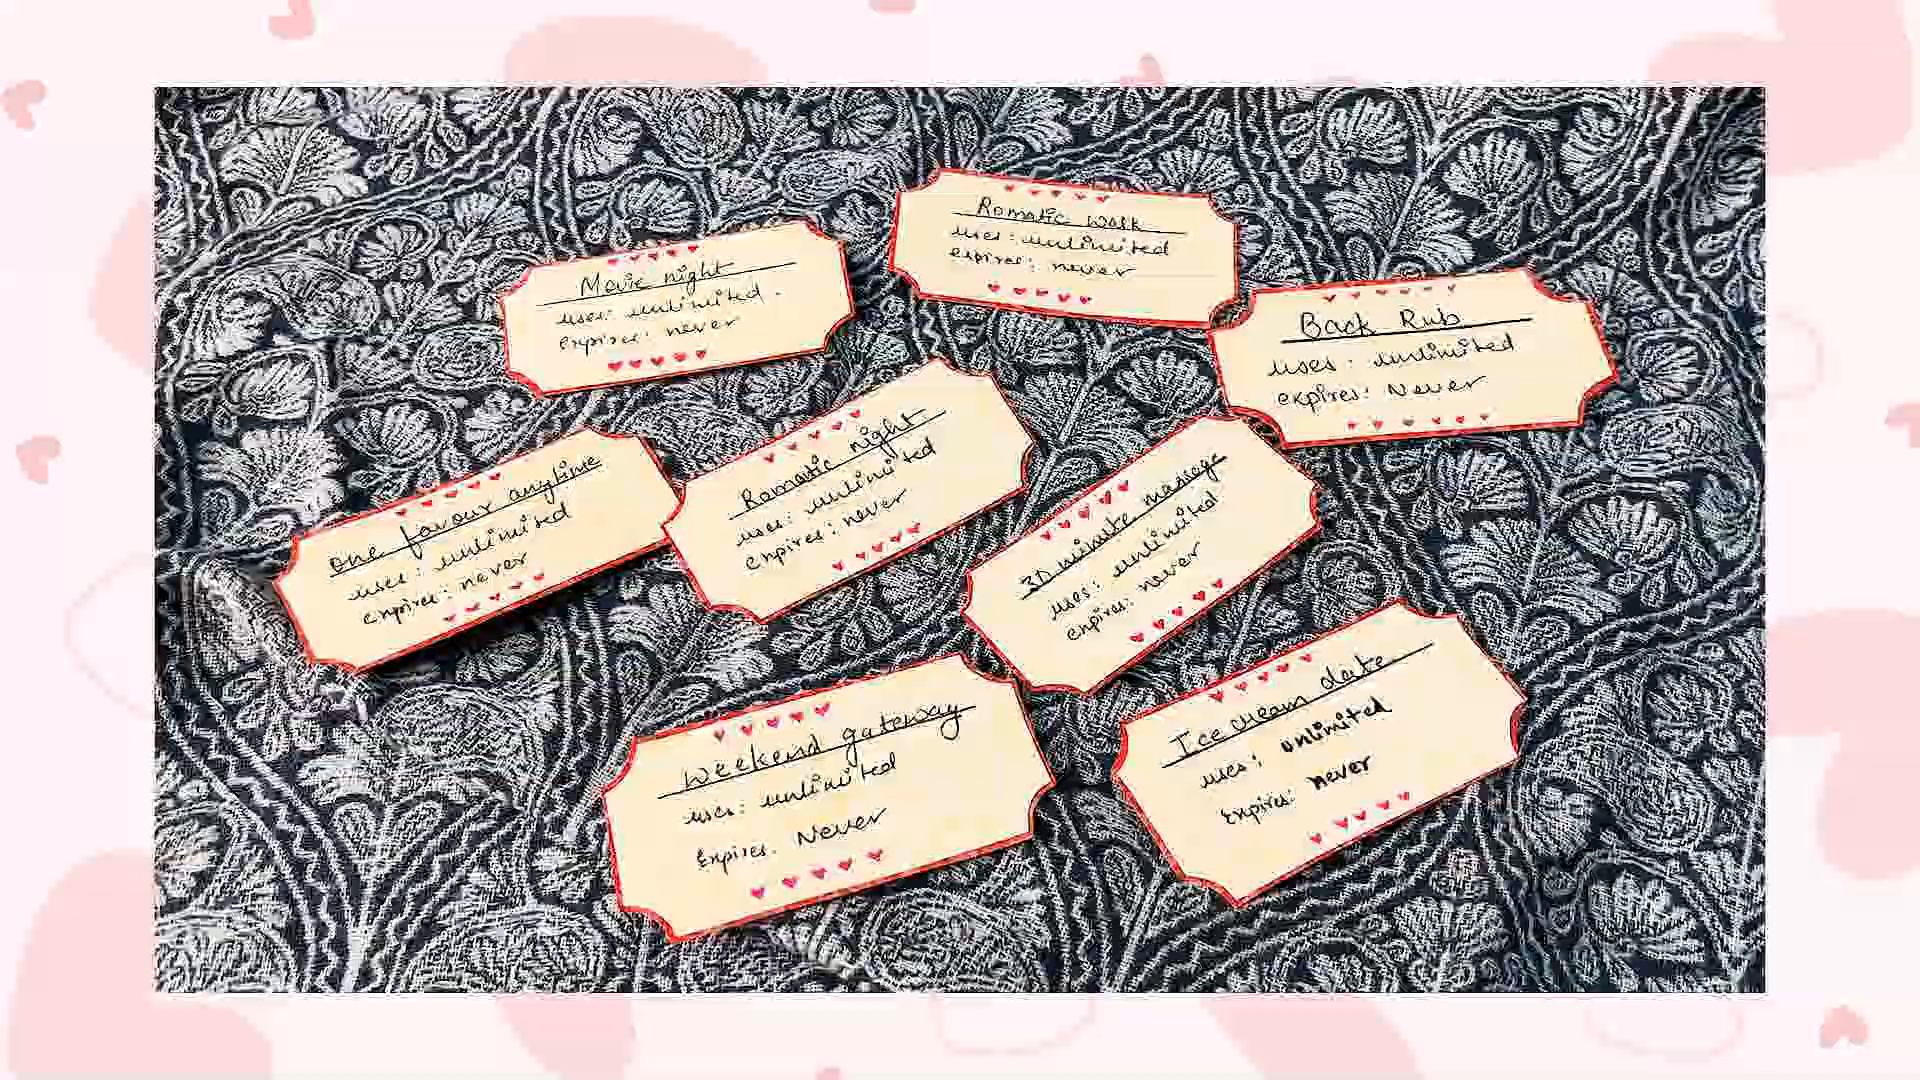 Movie night
uses: unlimited.
expires: never
Romatic walk
uses: unlimited
expires: never
Back Rub
uses: unlimited
expires: Never
one favour anytime
uses: unlimited
expires: never
Romatic night
uses: unlimited
expires: never
30 minute massage
uses: unlimited
expires: never
Weekend gateway
uses: unlimited
Expires. Never
Ice cream date
uses: unlimited
Expires: never